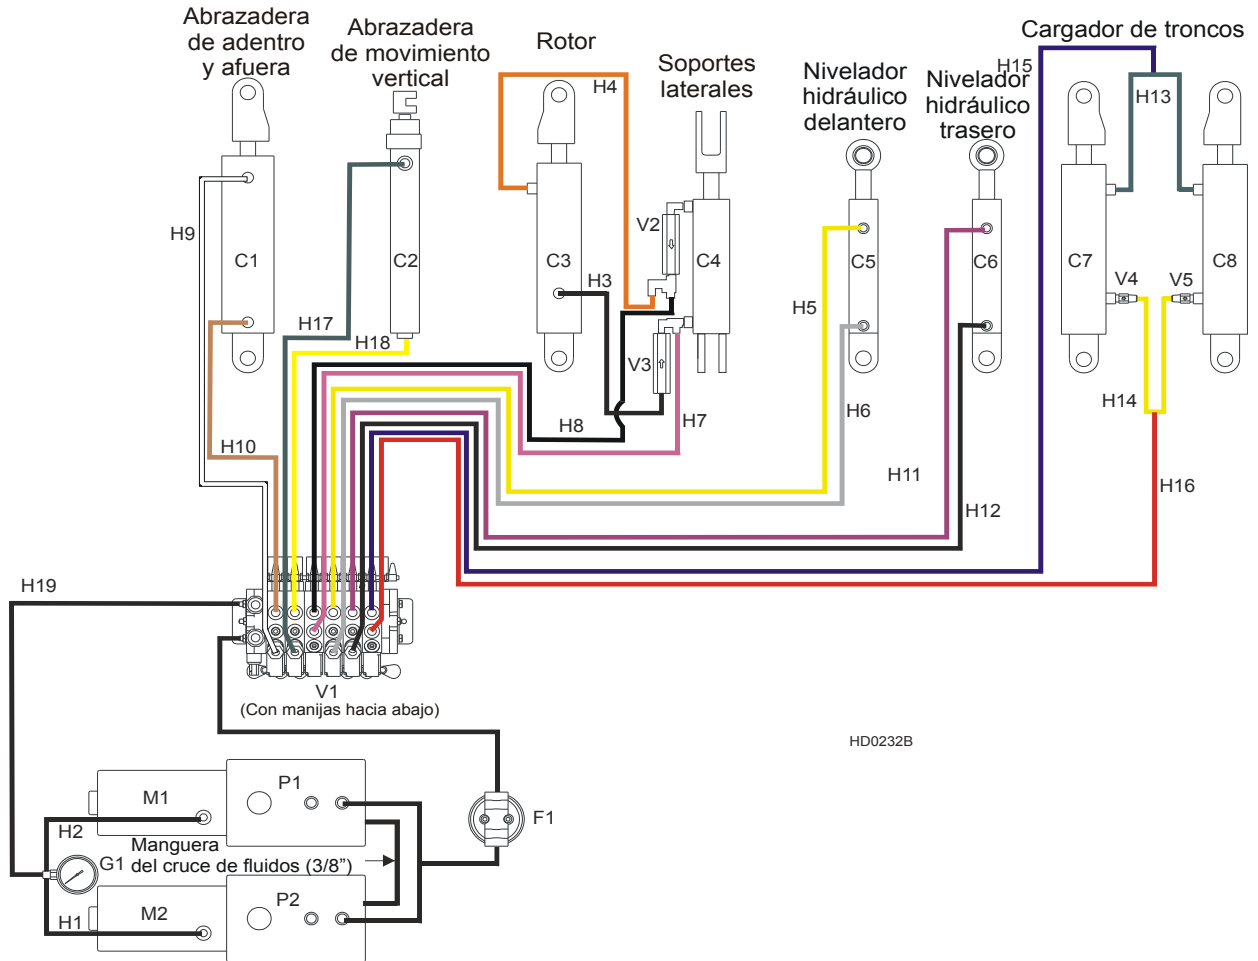 Abrazadera
de adentro
y afuera
Abrazadera
de movimiento
vertical
Rotor
Soportes
laterales
Nivelador
hidráulico
delantero
Nivelador
hidráulico
trasero
Cargador de troncos
H15
H4
H13
H9
V2
C1
C2
C3
C4
C5
C6
C7
C8
H3
V4
V5
H5
H17
H18
V3
H14
H8
H7
H6
H10
H11
H16
H12
H19
V1
(Con manijas hacia abajo)
HD0232B
M1
P1
H2
F1
Manguera
del cruce de fluidos (3/8”)
G1
M2
P2
H1